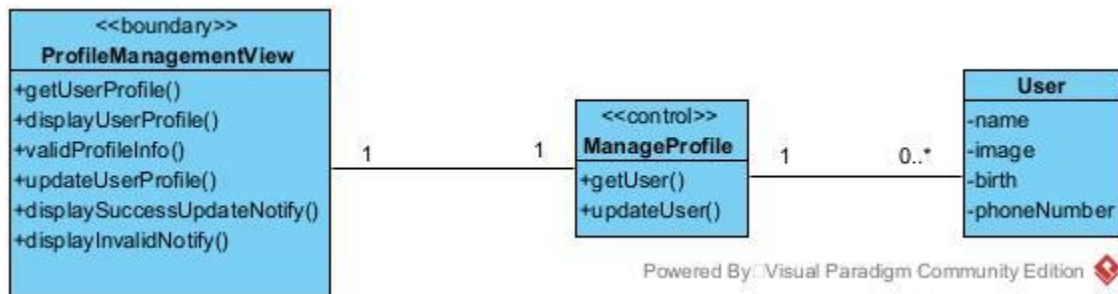 <<boundary>>
ProfileManagementView
+getUserProfile()
+displayUserProfile()
+validProfileInfo()
+updateUserProfile()
+displaySuccessUpdateNotify()
+displayInvalidNotify()
1
1
<<control>>
ManageProfile
+getUser()
+updateUser()
1
0..*
User
-name
-image
-birth
-phoneNumber
Powered By Visual Paradigm Community Edition